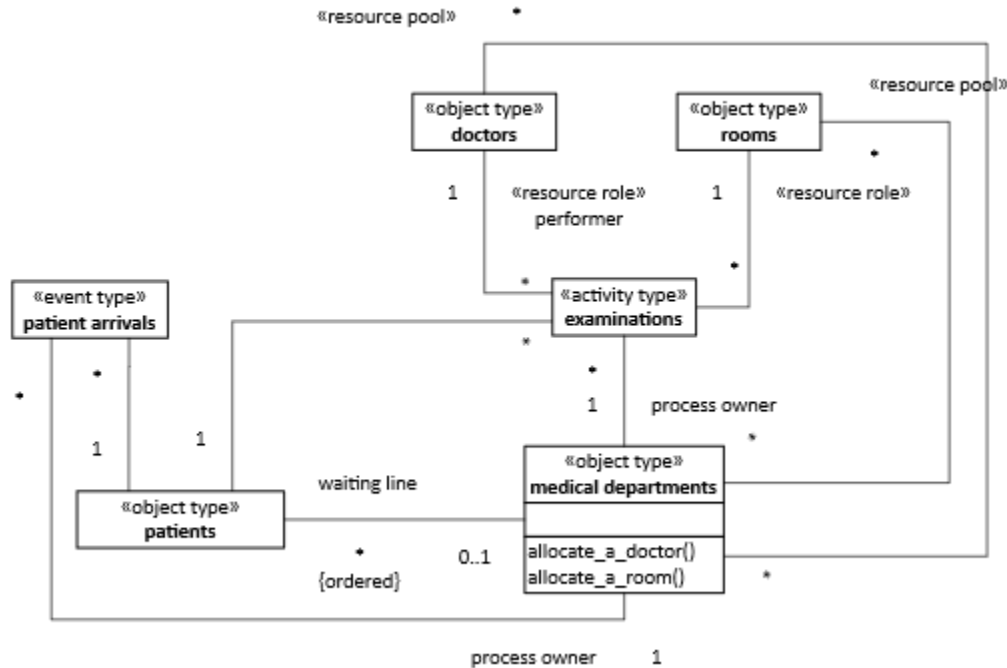 «resource pool» *
«resource pool»
«object type»
doctors
«object type»
rooms
*
1
«resource role»
performer
1
«resource role»
*
*
«event type»
patient arrivals
«activity type»
examinations
*
*
*
*
1
process owner
*
1
1
«object type»
medical departments
waiting line
«object type»
patients
allocate_a_doctor()
allocate_a_room()
*
0..1
{ordered}
*
process owner 1